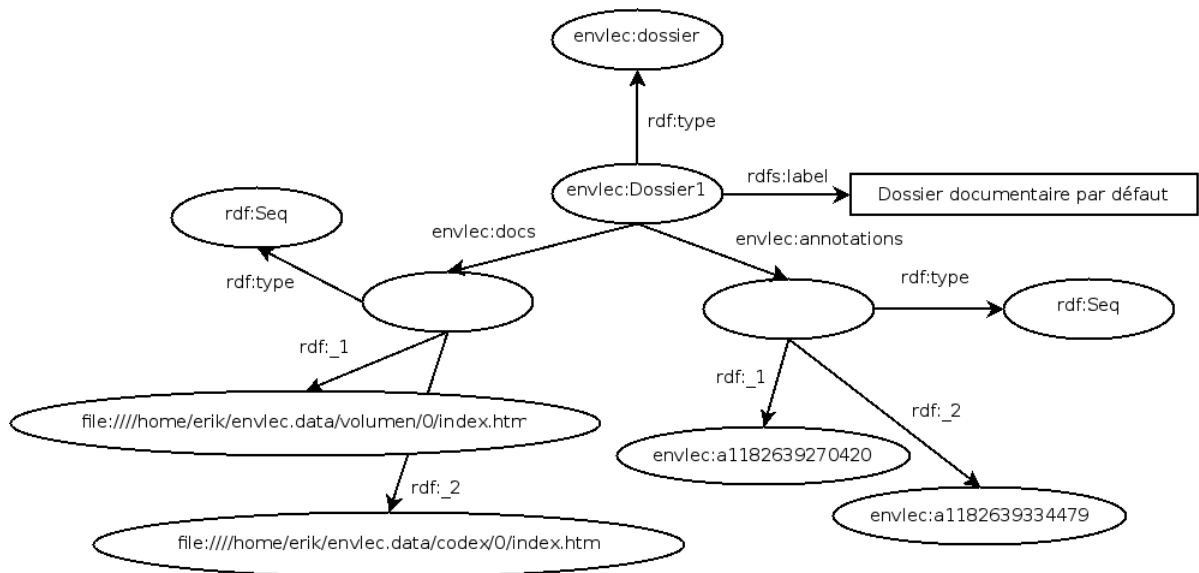 envlec:dossier
rdf:type
envlec:Dossier1
rdfs:label
Dossier documentaire par défaut
rdf:Seq
envlec:docs
envlec:annotations
rdf:type
rdf:type
rdf:Seq
rdf:_1
rdf:_1
file:////home/erik/envlec.data/volumen/0/index.htm
rdf:_2
envlec:a1182639270420
rdf:_2
envlec:a1182639334479
file:////home/erik/envlec.data/codex/0/index.htm